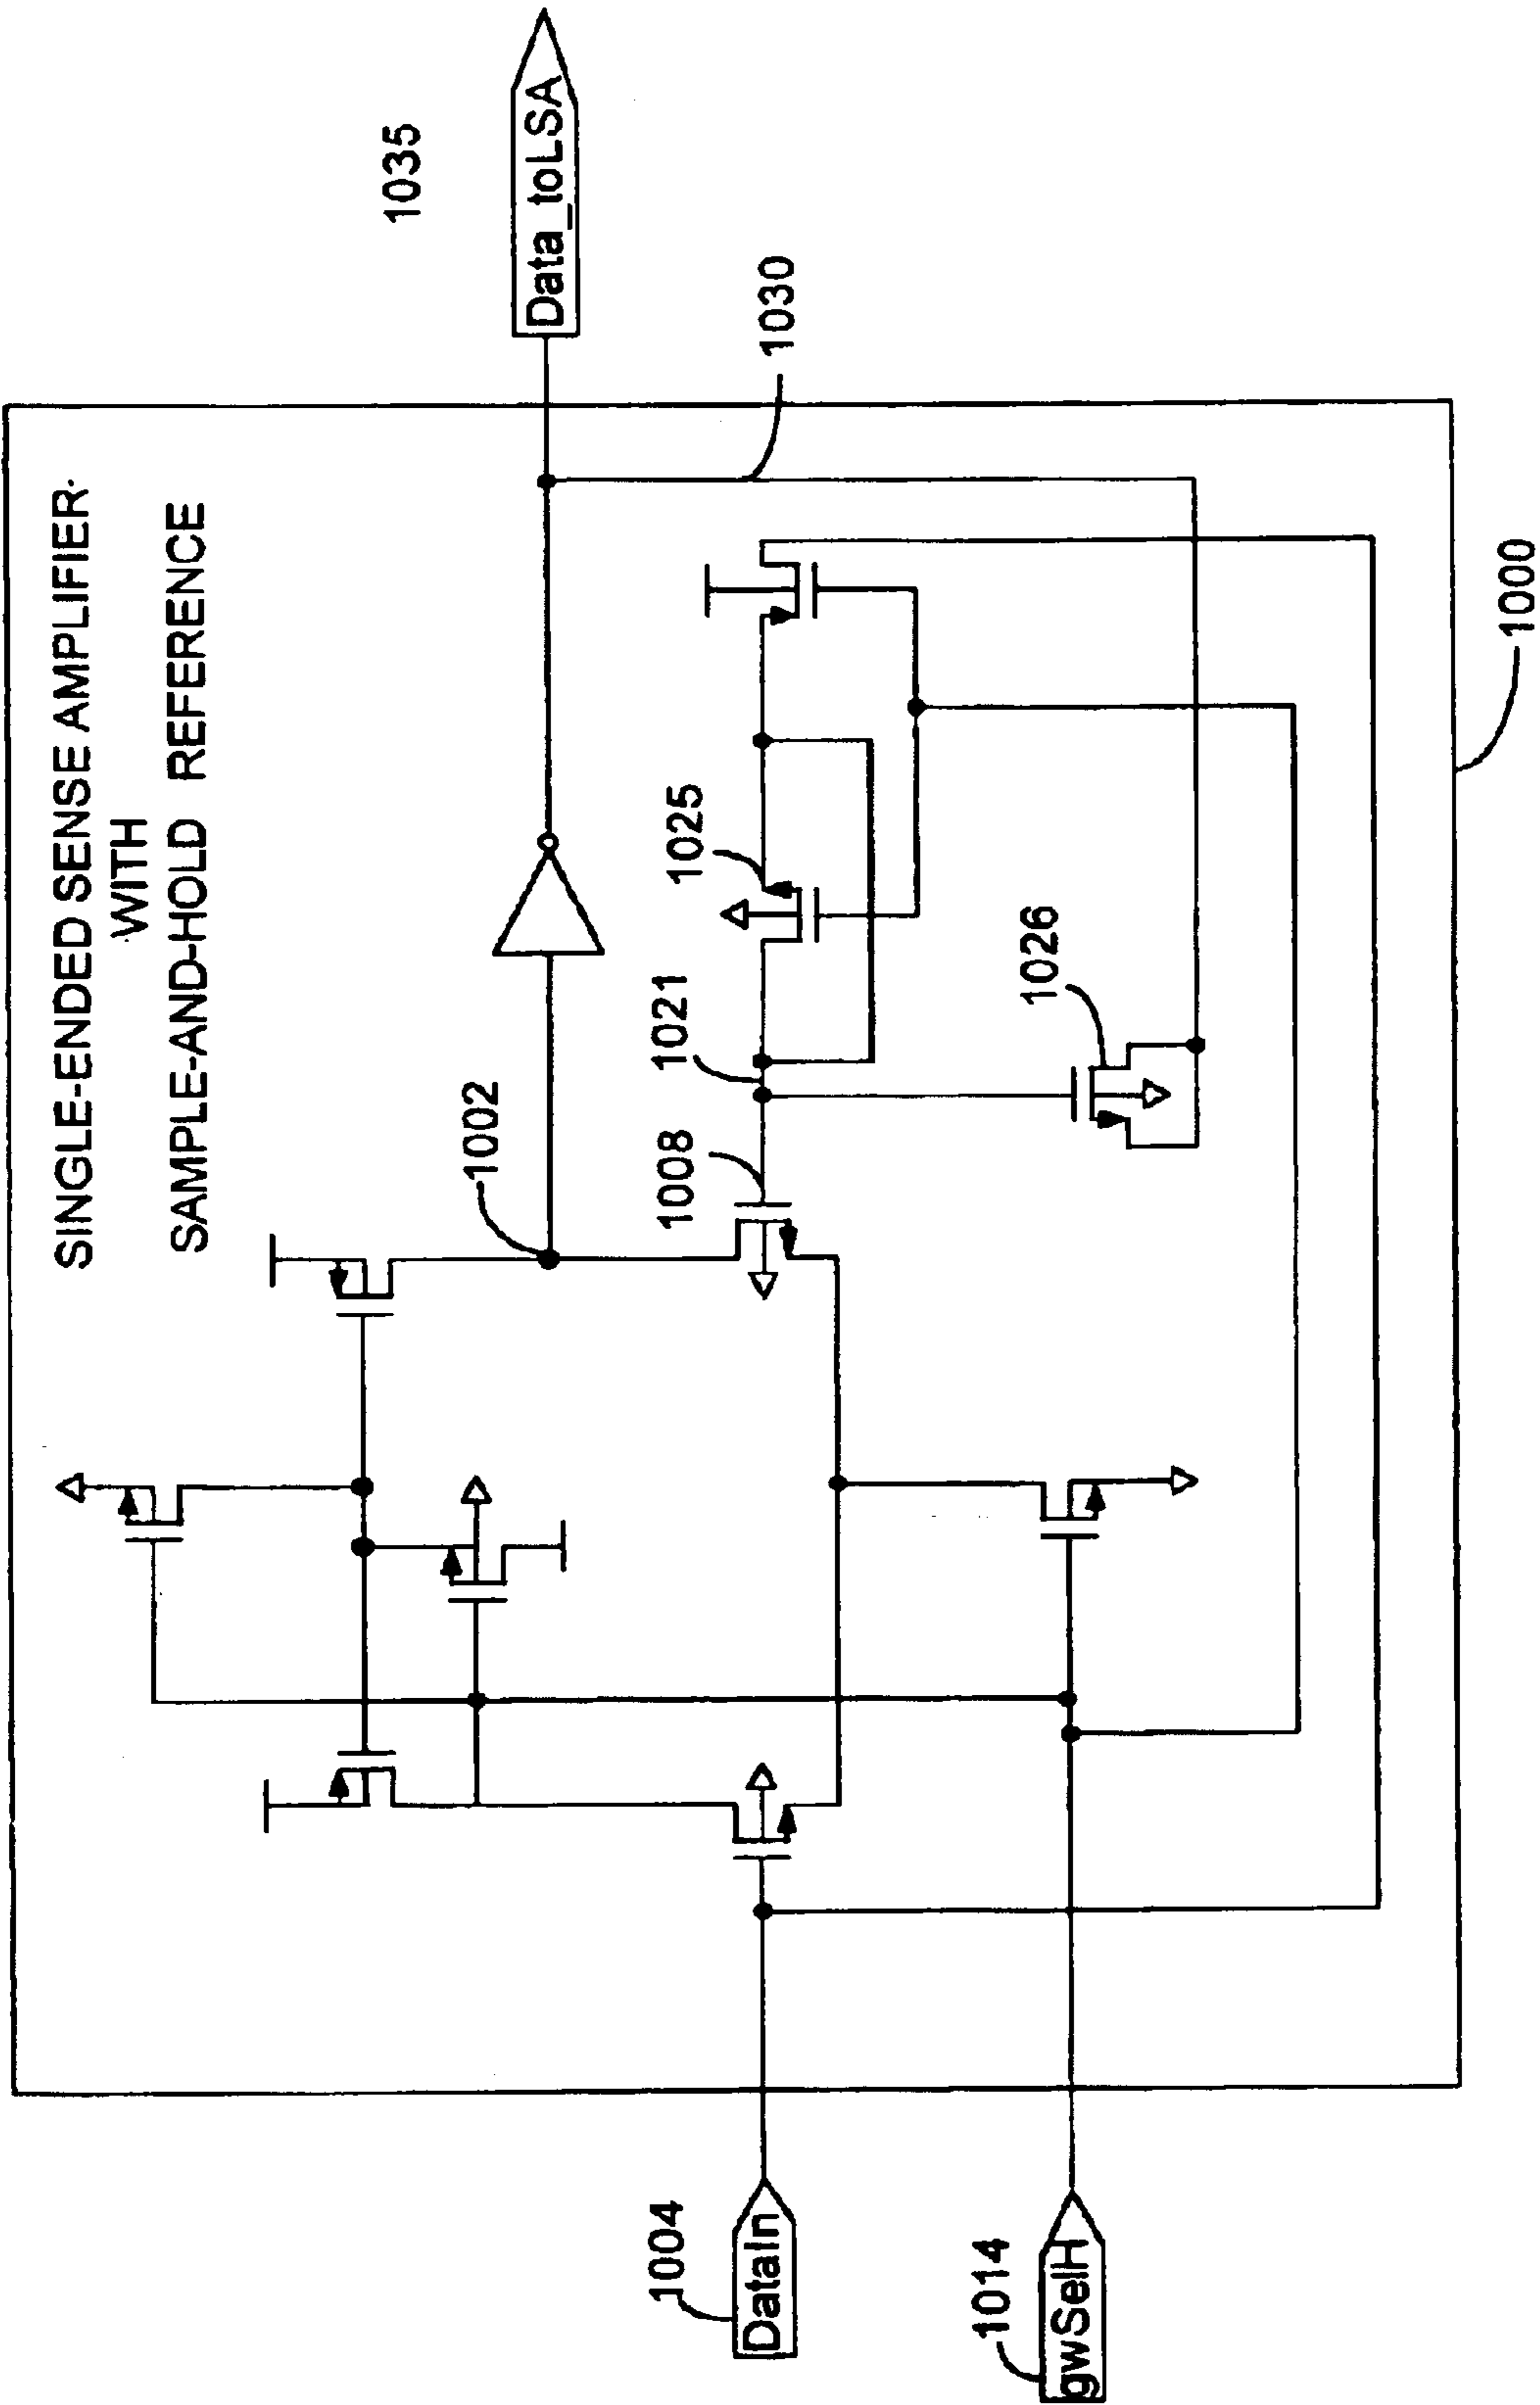 SINGLE-ENDED SENSE AMPLIFIER
WITH
SAMPLE-AND-HOLD REFERENCE
1035
Data_toLSA
1002
1030
1008
1021
1025
1004
DataIn
1026
1014
gwSelH
1000